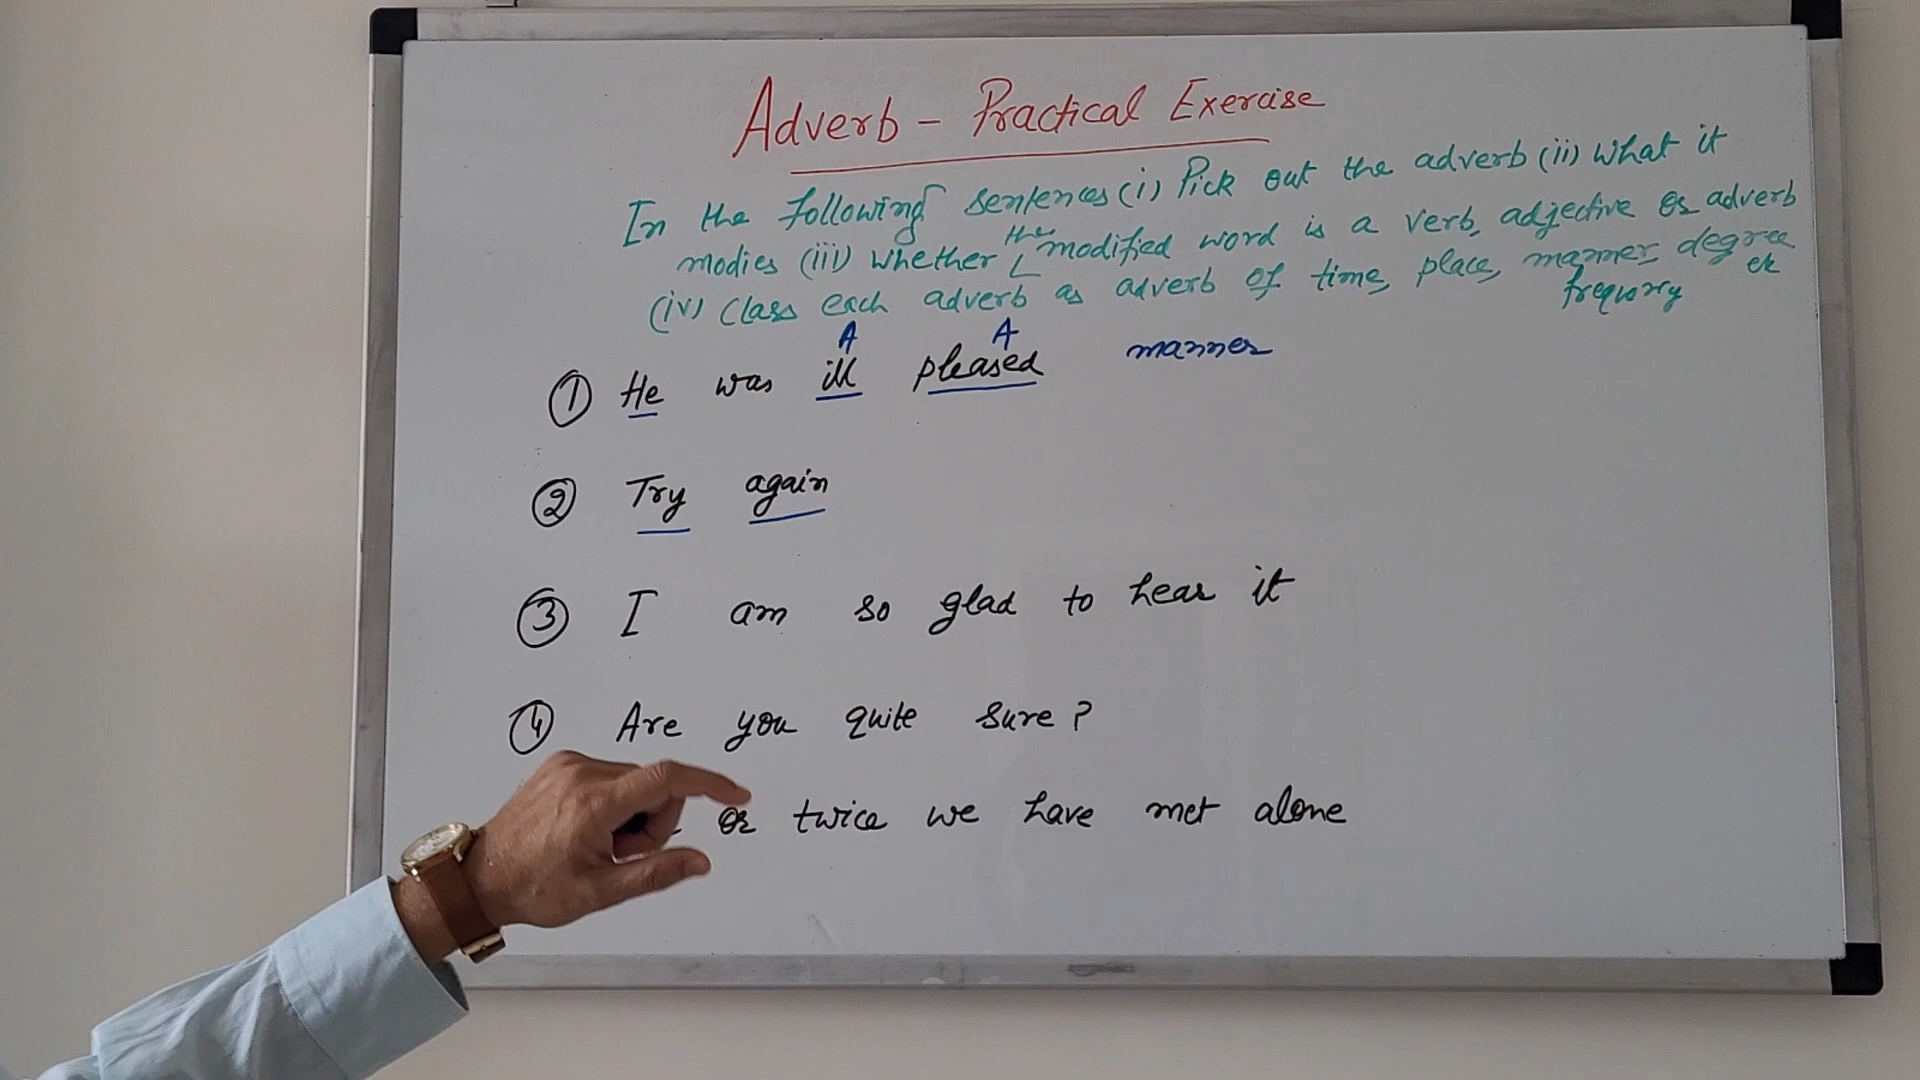 Adverb - Practical Exercise
In the following sentences (i) Pick out the adverb (ii) What it
modies (iii) whether the modified word is a verb, adjective or adverb
(iv) Class each adverb as adverb of time, place, manner degree
or frequency
A A
① He was ill pleased manner
② Try again
③ I am so glad to hear it
④ Are you quite sure?
or twice we have met alone